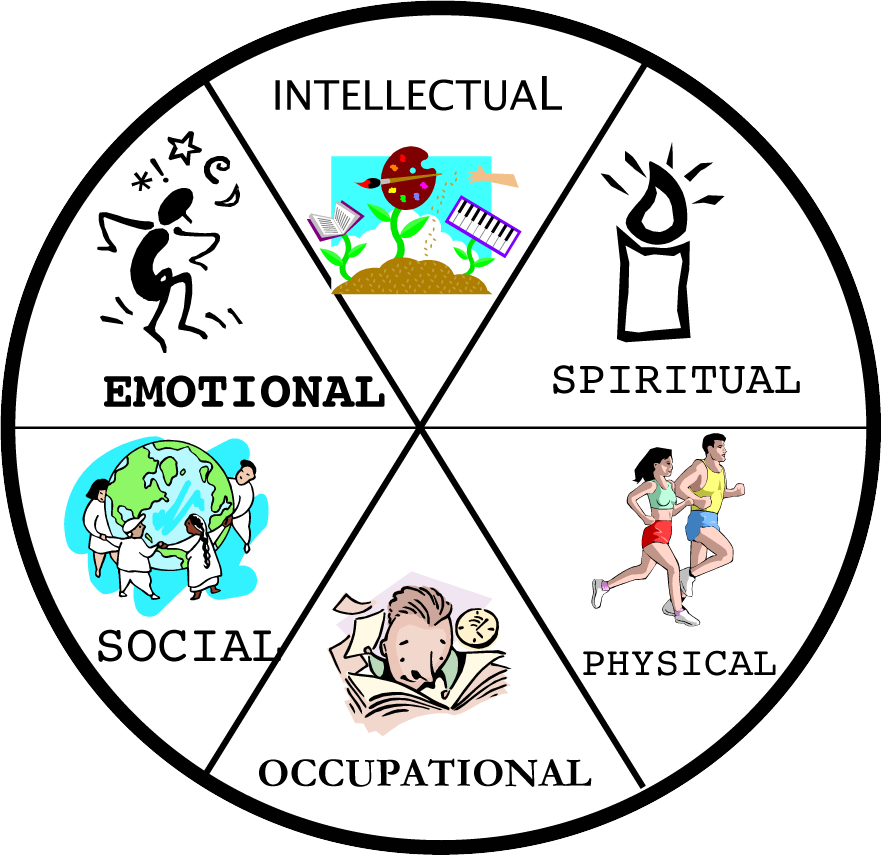 INTELLECTUAL
EMOTIONAL
SPIRITUAL
SOCIAL
PHYSICAL
OCCUPATIONAL